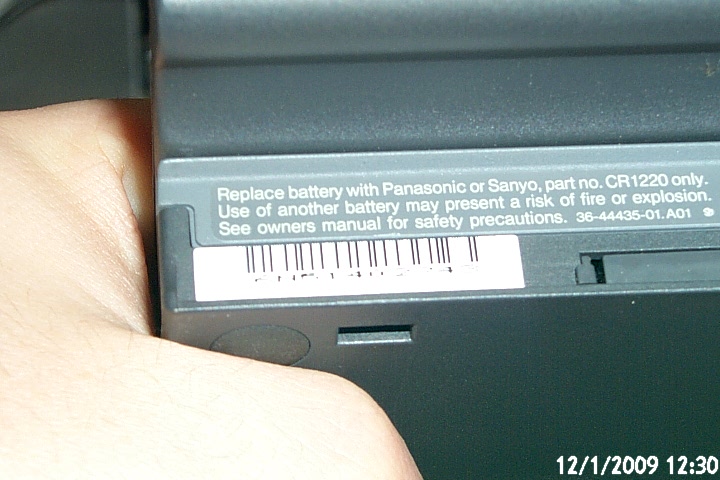 Replace battery with Panasonic or Sanyo, part no. CR1220 only.
Use of another battery may present a risk of fire or explosion.
See owners manual for safety precautions. 36-44435-01.A01
12/1/2009 12:30